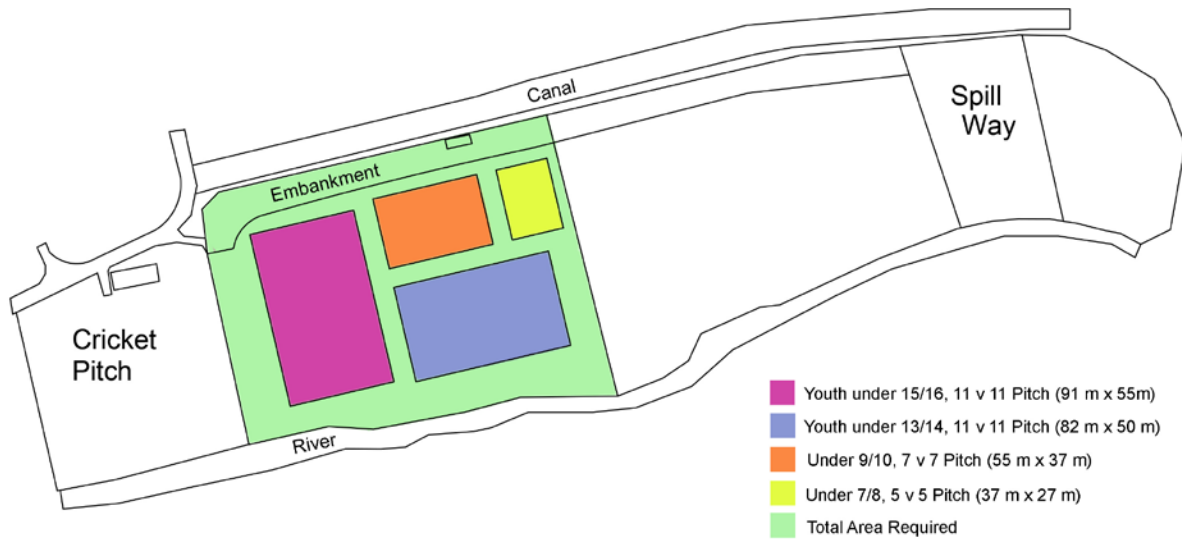 Canal
Spill
Way
Embankment
Cricket
Pitch
River
Youth under 15/16, 11 v 11 Pitch (91 m x 55m)
Youth under 13/14, 11 v 11 Pitch (82 m x 50 m)
Under 9/10, 7 v 7 Pitch (55 m x 37 m)
Under 7/8, 5 v 5 Pitch (37 m x 27 m)
Total Area Required